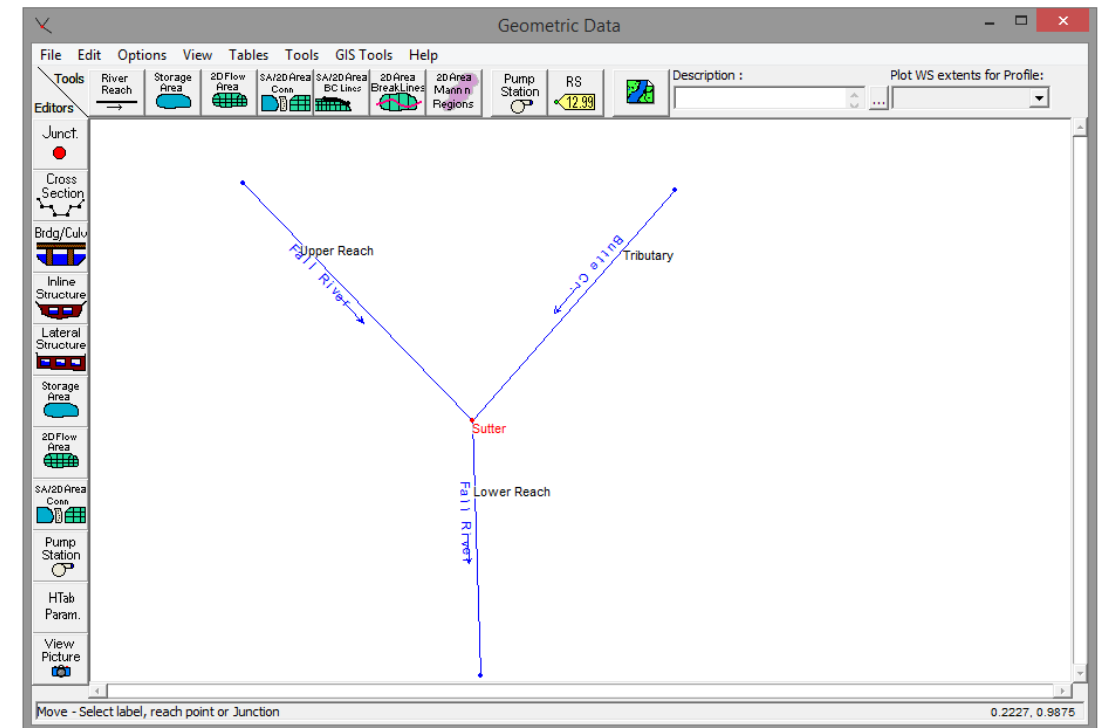 Geometric Data
File Edit Options View Tables Tools GIS Tools Help
Tools
Editors
River
Reach
Storage
Area
2D Flow
Area
SA/2D Area
Conn
SA/2D Area
BC Lines
2D Area
BreakLines
2D Area
Mann n
Regions
Pump
Station
RS
12.99
Description :
...
Plot WS extents for Profile:
Junct.
Cross
Section
Brdg/Culv
Inline
Structure
Lateral
Structure
Storage
Area
2D Flow
Area
SA/2D Area
Conn
Pump
Station
HTab
Param.
View
Picture
Upper Reach
Fall River
Butte Cr.
Tributary
Sutter
Lower Reach
Fall River
Move - Select label, reach point or Junction
0.2227, 0.9875